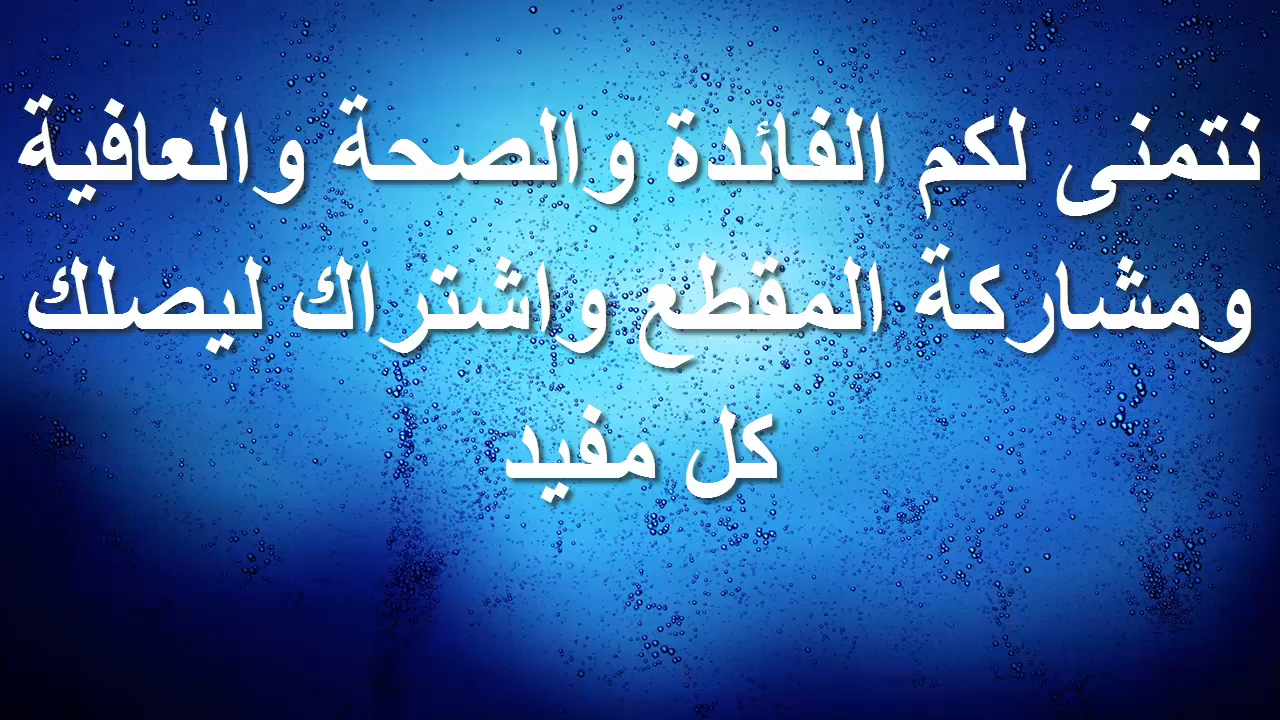 نتمنى لكم الفائدة والصحة والعافية
ومشاركة المقطع واشتراك ليصلك
كل مفيد